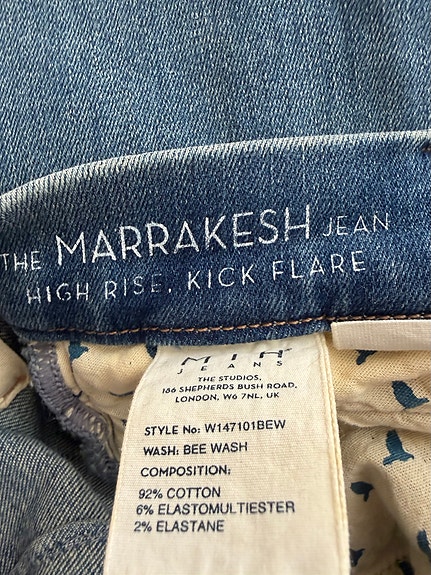 THE MARRAKESH JEAN
HIGH RISE, KICK FLARE
MIH
JEANS
THE STUDIOS,
166 SHEPHERDS BUSH ROAD,
LONDON, W6 7NL, UK
STYLE No: W147101BEW
WASH: BEE WASH
COMPOSITION:
92% COTTON
6% ELASTOMULTIESTER
2% ELASTANE